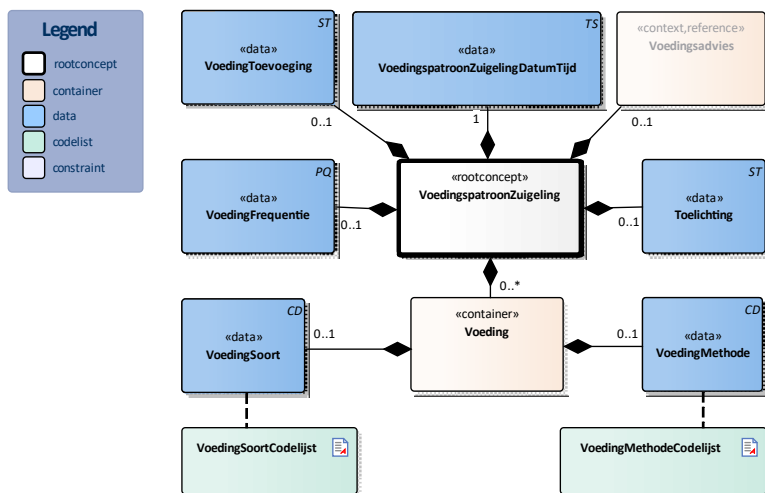 Legend
rootconcept
container
data
codelist
constraint
ST
«data»
VoedingToevoeging
TS
«data»
VoedingspatroonZuigelingDatumTijd
«context,reference»
Voedingsadvies
0..1
1
0..1
PQ
«data»
VoedingFrequentie
0..1
«rootconcept»
VoedingspatroonZuigeling
ST
«data»
Toelichting
0..1
0..*
CD
«data»
VoedingSoort
0..1
«container»
Voeding
0..1
CD
«data»
VoedingMethode
VoedingSoortCodelijst
VoedingMethodeCodelijst